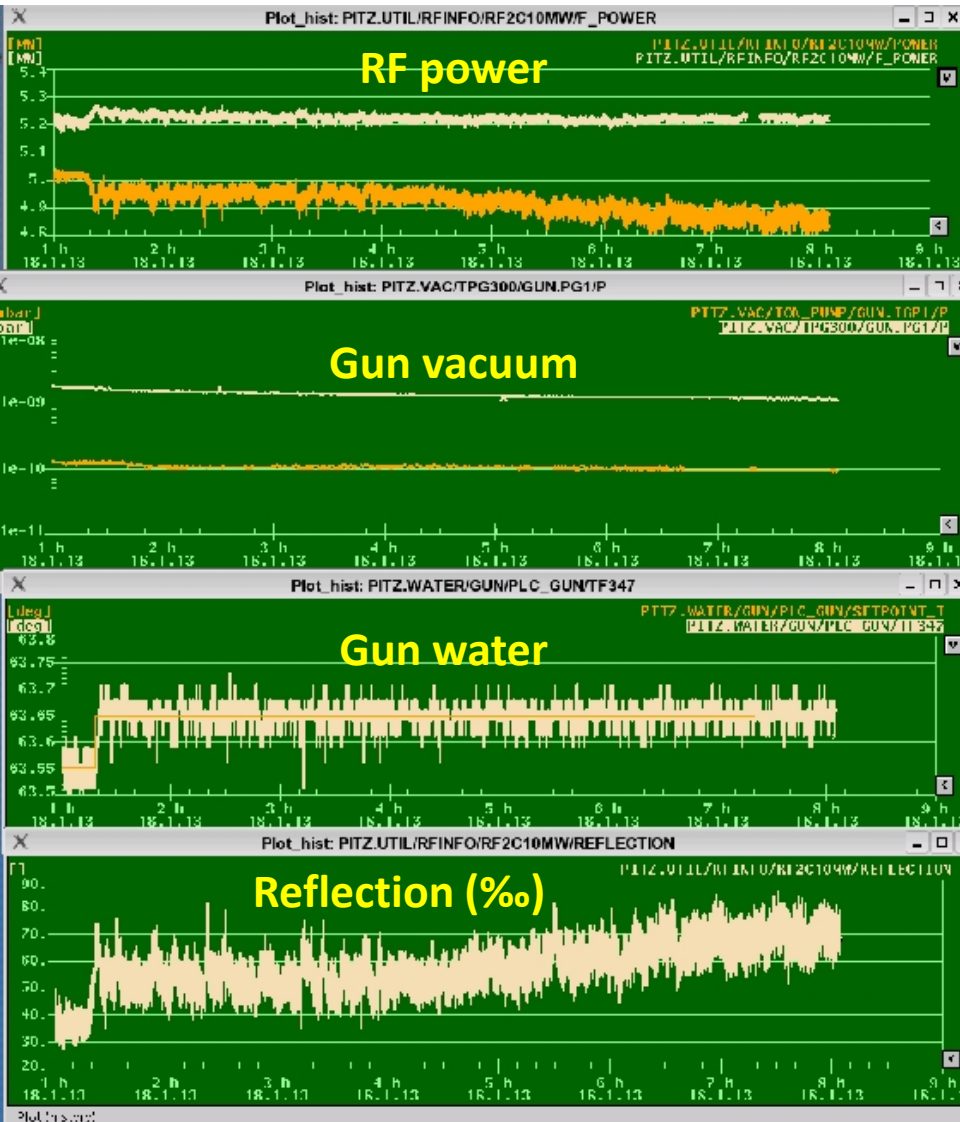 Plot_hist: PITZ.UTIL/RFINFO/RF2C10MW/F_POWER
[MW]
[MW]
PITZ.UTIL/RFINFO/RF2C10MW/POWER
PITZ.UTIL/RFINFO/RF2C10MW/F_POWER
RF power
5.4
5.3
5.2
5.1
5.
4.9
4.8
1 h 2 h 3 h 4 h 5 h 6 h 7 h 8 h 9 h
18.1.13 18.1.13 18.1.13 18.1.13 18.1.13 18.1.13 18.1.13 18.1.13 18.1.13
Plot_hist: PITZ.VAC/TPG300/GUN.PG1/P
mbar]
bar]
PITZ.VAC/ION_PUMP/GUN.IGP1/P
PITZ.VAC/TPG300/GUN.PG1/P
Gun vacuum
1e-08
1e-09
1e-10
1e-11
1 h 2 h 3 h 4 h 5 h 6 h 7 h 8 h 9 h
18.1.13 18.1.13 18.1.13 18.1.13 18.1.13 18.1.13 18.1.13 18.1.13 18.1.1
Plot_hist: PITZ.WATER/GUN/PLC_GUN/TF347
[deg]
[deg]
PITZ.WATER/GUN/PLC_GUN/SETPOINT_T
PITZ.WATER/GUN/PLC_GUN/TF347
Gun water
63.8
63.75
63.7
63.65
63.6
63.55
63.5
1 h 2 h 3 h 4 h 5 h 6 h 7 h 8 h 9 h
18.1.13 18.1.13 18.1.13 18.1.13 18.1.13 18.1.13 18.1.13 18.1.13 18.1.1
Plot_hist: PITZ.UTIL/RFINFO/RF2C10MW/REFLECTION
[]
PITZ.UTIL/RFINFO/RF2C10MW/REFLECTION
Reflection (‰)
90.
80.
70.
60.
50.
40.
30.
20.
1 h 2 h 3 h 4 h 5 h 6 h 7 h 8 h 9 h
18.1.13 18.1.13 18.1.13 18.1.13 18.1.13 18.1.13 18.1.13 18.1.13 18.1.1